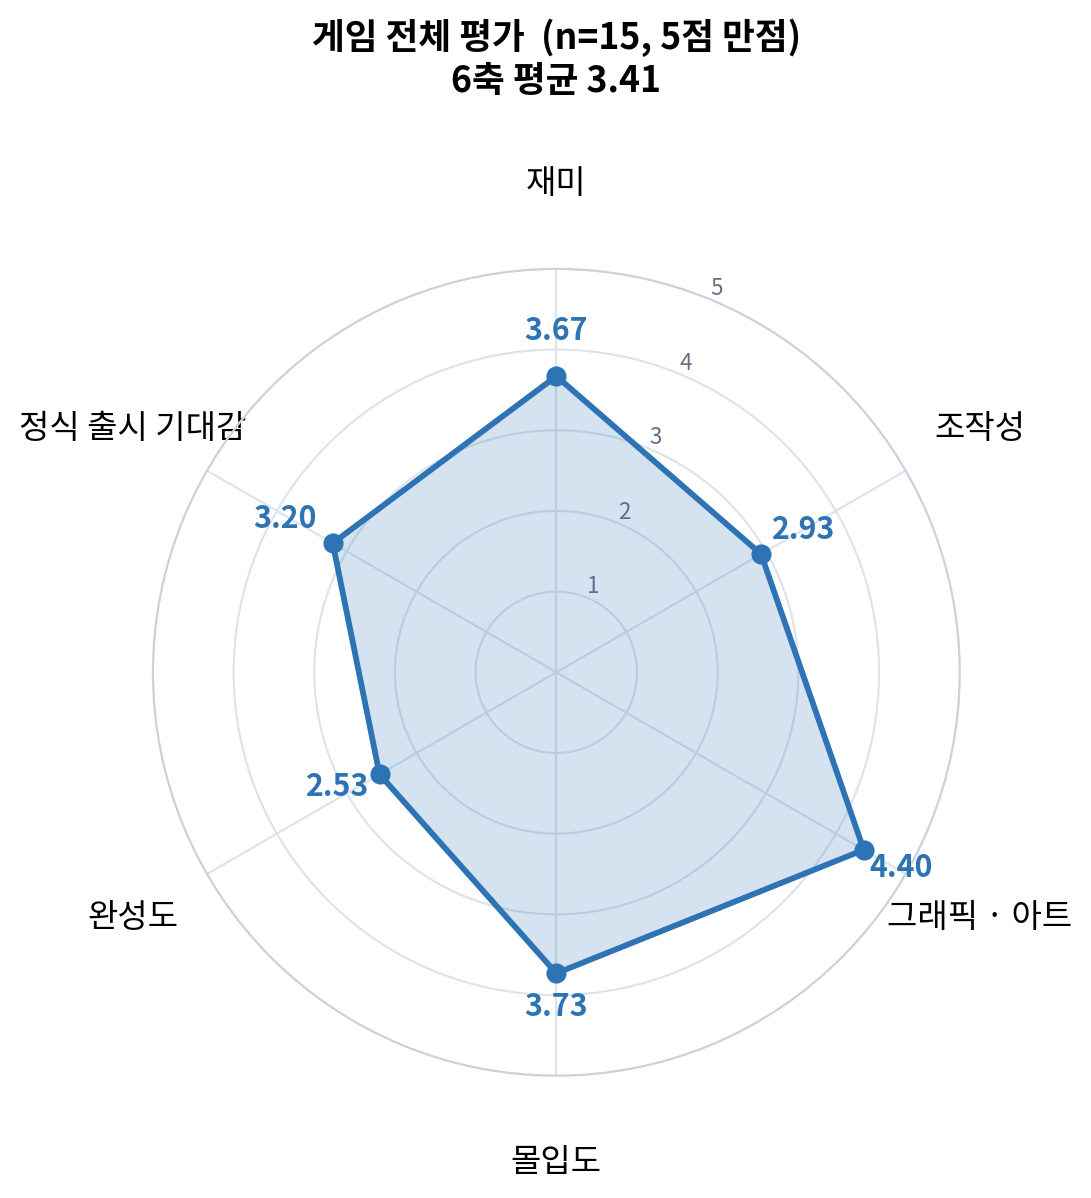 게임 전체 평가 (n=15, 5점 만점)
6축 평균 3.41
재미
5
3.67
4
정식 출시 기대감
조작성
3
3.20
2
2.93
1
2.53
4.40
완성도
그래픽 · 아트
3.73
몰입도